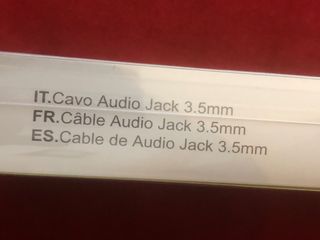 IT.Cavo Audio Jack 3.5mm
FR.Câble Audio Jack 3.5mm
ES.Cable de Audio Jack 3.5mm